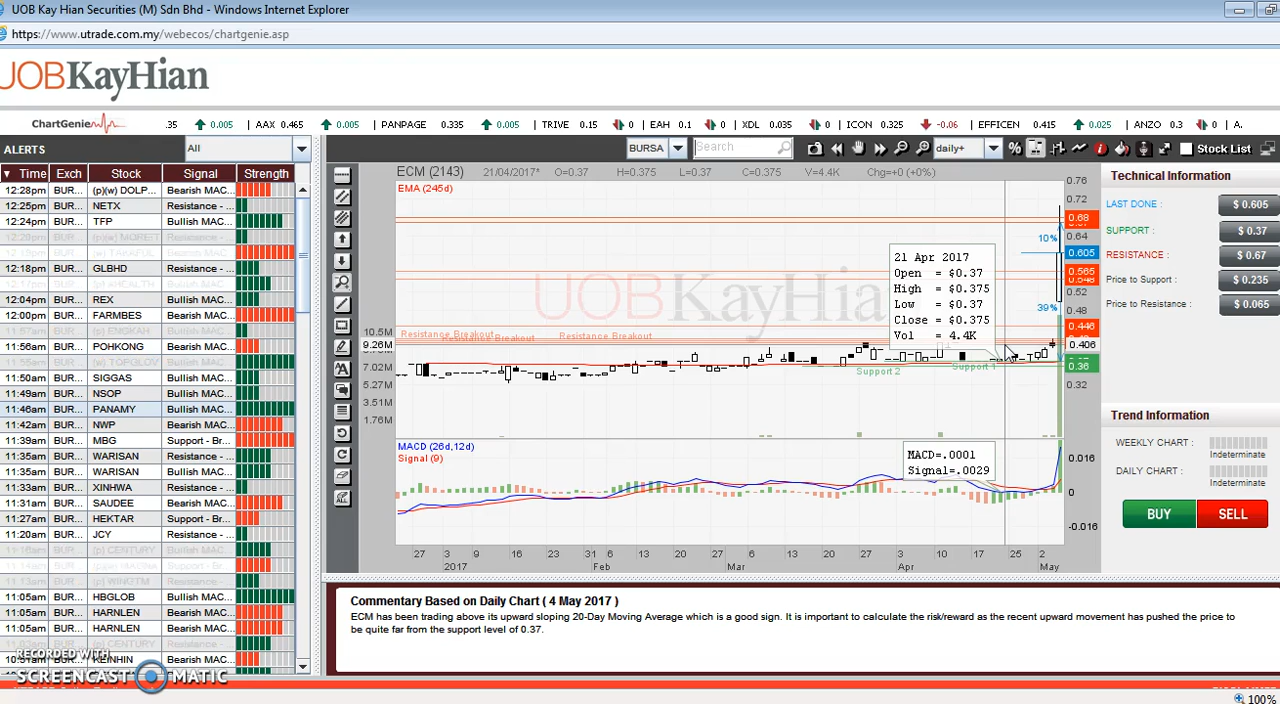 UOB Kay Hian Securities (M) Sdn Bhd - Windows Internet Explorer
https://www.utrade.com.my/webecos/chartgenie.asp
UOBKayHian
ChartGenie .35 0.005 | AAX 0.465 0.005 | PANPAGE 0.335 0.005 | TRIVE 0.15 0 | EAH 0.1 0 | XDL 0.035 0 | ICON 0.325 -0.06 | EFFICEN 0.415 0.025 | ANZO 0.3 0 | A.
ALERTS All BURSA Search daily+ % Stock List
Time Exch Stock Signal Strength
12:28pm BUR... (p)(w) DOLP... Bearish MAC...
12:25pm BUR... NETX Resistance -...
12:24pm BUR... TFP Bullish MAC...
12:18pm BUR... GLBHD Resistance -...
12:04pm BUR... REX Resistance -...
12:00pm BUR... FARMBES Bearish MAC...
11:56am BUR... POHKONG Bearish MAC...
11:50am BUR... SIGGAS Bullish MAC...
11:49am BUR... NSOP Bullish MAC...
11:46am BUR... PANAMY Bullish MAC...
11:42am BUR... NWP Bearish MAC...
11:39am BUR... MBG Support - Br...
11:35am BUR... WARISAN Resistance -...
11:35am BUR... WARISAN Bullish MAC...
11:33am BUR... XINHWA Resistance -...
11:31am BUR... SAUDEE Bearish MAC...
11:27am BUR... HEKTAR Support - Br...
11:20am BUR... JCY Resistance -...
11:05am BUR... HBGLOB Bullish MAC...
11:05am BUR... HARNLEN Bearish MAC...
11:05am BUR... HARNLEN Bearish MAC...
10:51am BUR... KEINHIN Bearish MAC...
RECORDED WITH
SCREENCAST MATIC
ECM (2143) 21/04/2017* O=0.37 H=0.375 L=0.37 C=0.375 V=4.4K Chg=+0 (+0%)
EMA (245d)
UOBKayHian
0.76
0.72
0.68
0.64
10%
0.605
0.565
0.52
39%
0.48
0.446
0.406
0.36
0.32
21 Apr 2017
Open = $0.37
High = $0.375
Low = $0.37
Close = $0.375
Vol = 4.4K
10.5M
9.26M
7.02M
5.27M
3.51M
1.76M
Resistance Breakout
Resistance Breakout
Resistance Breakout
Support 2
Support 1
MACD (26d,12d)
Signal (9)
MACD=.0001
Signal=.0029
0.016
0
-0.016
27 3 9 16 23 31 6 13 20 27 6 13 20 27 3 10 17 25 2
2017 Feb Mar Apr May
Technical Information
LAST DONE : $ 0.605
SUPPORT : $ 0.37
RESISTANCE : $ 0.67
Price to Support : $ 0.235
Price to Resistance : $ 0.065
Trend Information
WEEKLY CHART :
Indeterminate
DAILY CHART :
Indeterminate
BUY SELL
Commentary Based on Daily Chart ( 4 May 2017 )
ECM has been trading above its upward sloping 20-Day Moving Average which is a good sign. It is important to calculate the risk/reward as the recent upward movement has pushed the price to
be quite far from the support level of 0.37.
100%